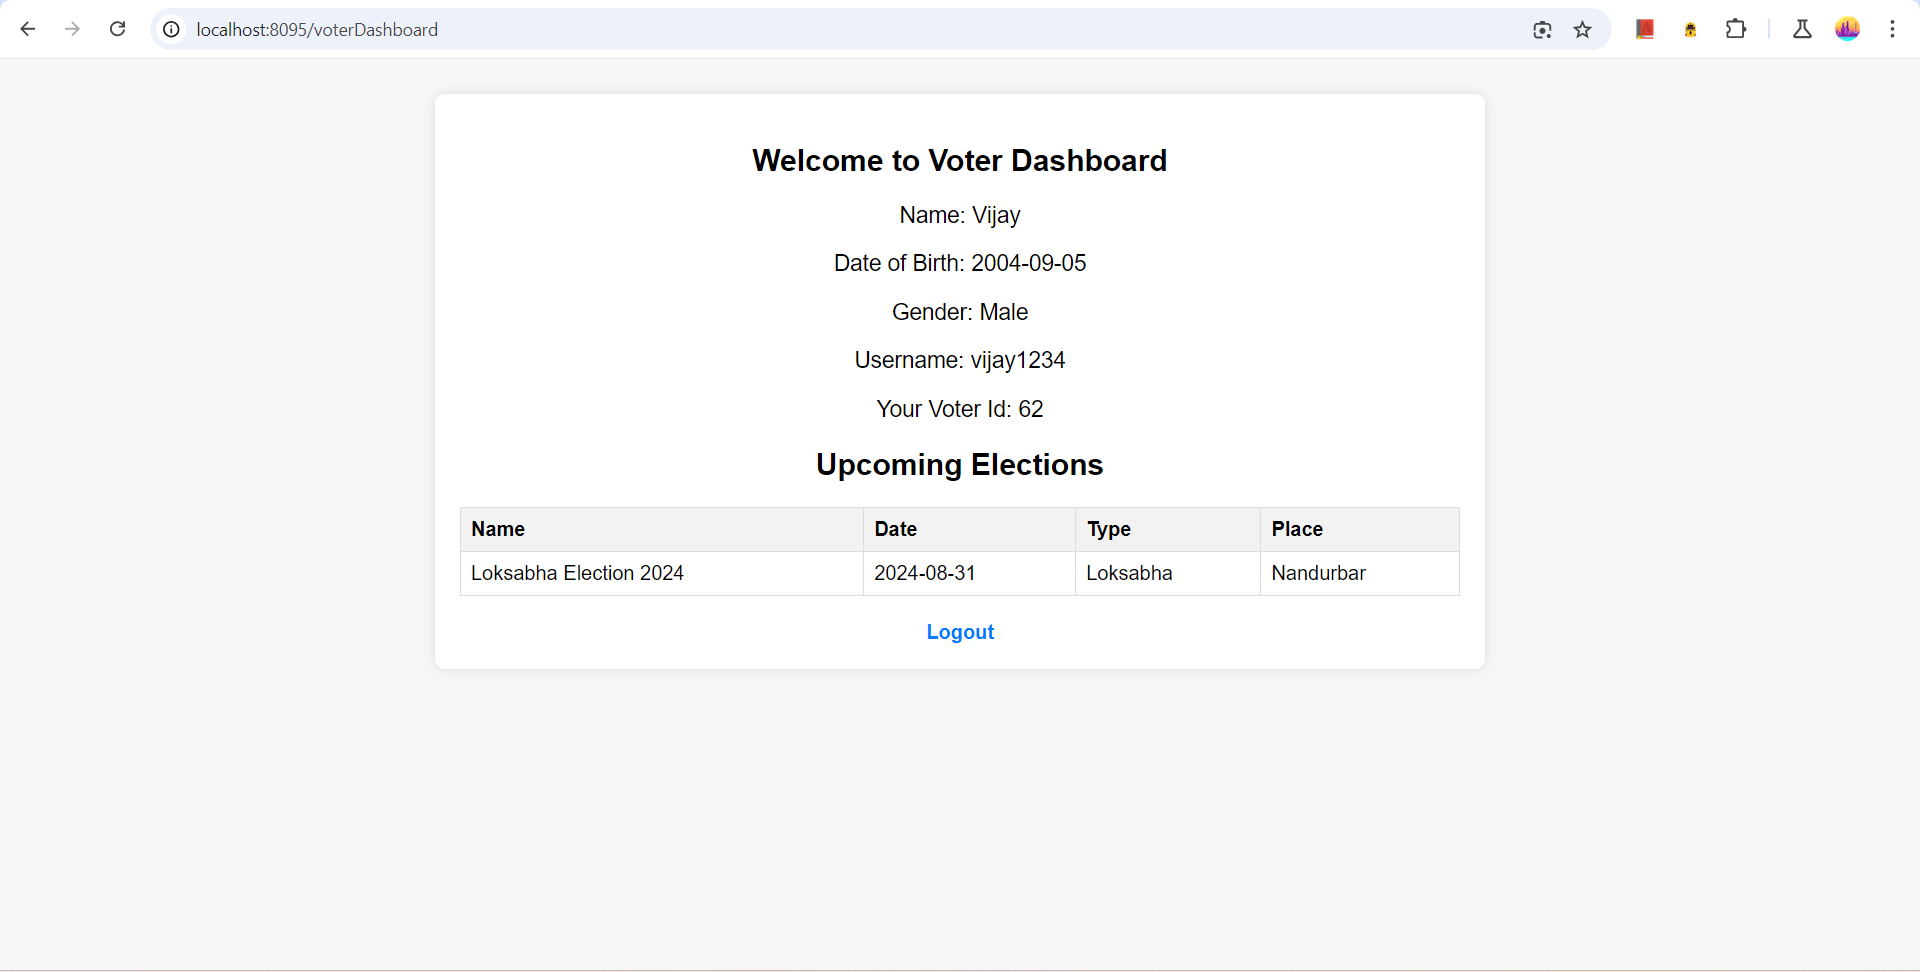 localhost:8095/voterDashboard
Welcome to Voter Dashboard
Name: Vijay
Date of Birth: 2004-09-05
Gender: Male
Username: vijay1234
Your Voter Id: 62
Upcoming Elections
Name Date Type Place
Loksabha Election 2024 2024-08-31 Loksabha Nandurbar
Logout